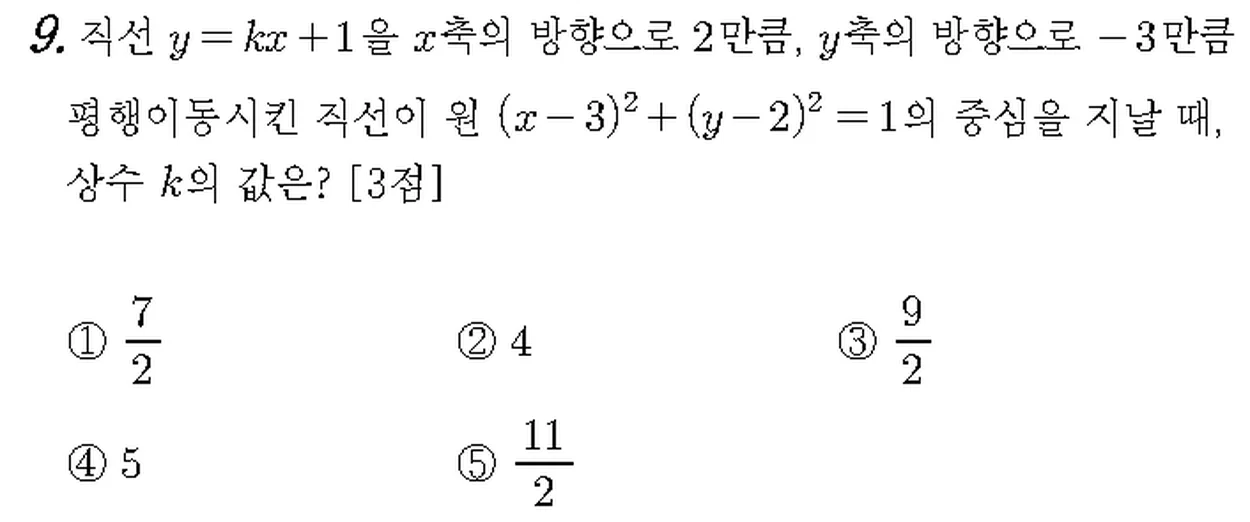 9. 직선 y=kx+1을 x축의 방향으로 2만큼, y축의 방향으로 -3만큼
평행이동시킨 직선이 원 (x-3)²+(y-2)²=1의 중심을 지날 때,
상수 k의 값은? [3점]
① 7/2 ② 4 ③ 9/2
④ 5 ⑤ 11/2